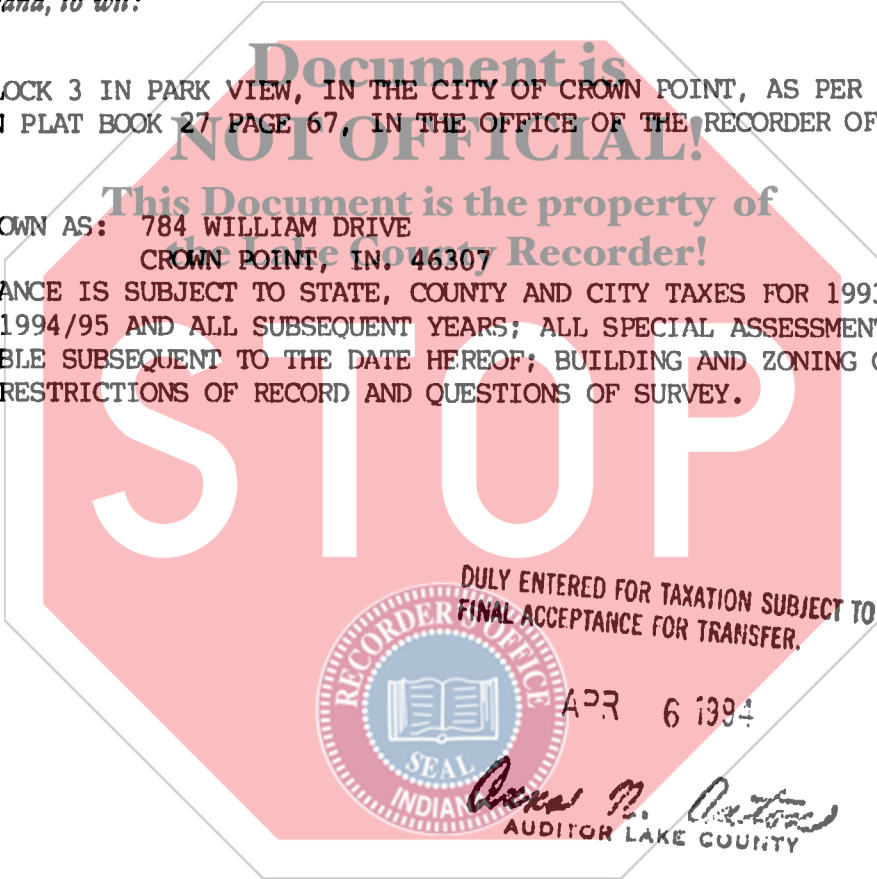 to wit:
Document is
LOCK 3 IN PARK VIEW, IN THE CITY OF CROWN POINT, AS PER
PLAT BOOK 27 PAGE 67, IN THE OFFICE OF THE RECORDER OF
NOT OFFICIAL!
This Document is the property of
OWN AS: 784 WILLIAM DRIVE
the Lake County Recorder!
CROWN POINT, IN. 46307
ANCE IS SUBJECT TO STATE, COUNTY AND CITY TAXES FOR 1993
1994/95 AND ALL SUBSEQUENT YEARS; ALL SPECIAL ASSESSMENT
BLE SUBSEQUENT TO THE DATE HEREOF; BUILDING AND ZONING
RESTRICTIONS OF RECORD AND QUESTIONS OF SURVEY.
STOP
DULY ENTERED FOR TAXATION SUBJECT TO
FINAL ACCEPTANCE FOR TRANSFER.
RECORDER'S OFFICE
APR 6 1994
SEAL
INDIANA
AUDITOR LAKE COUNTY